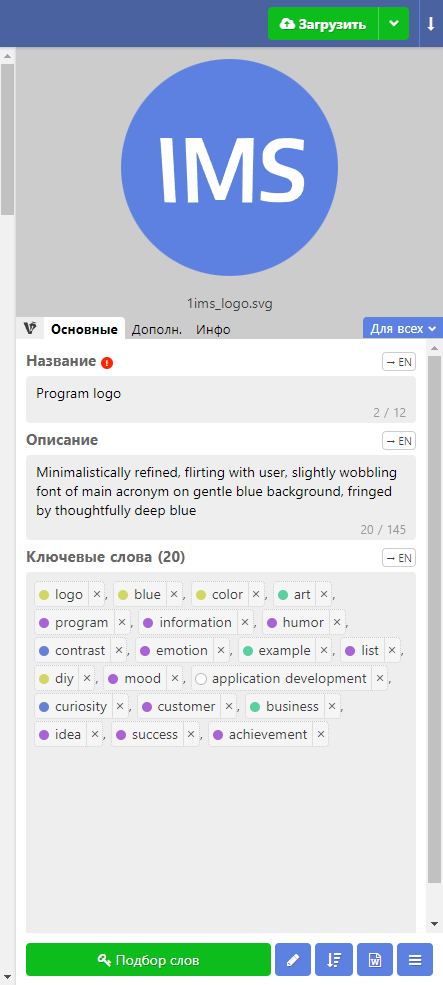 Загрузить
IMS
1ims_logo.svg
Основные Дополн. Инфо Для всех
Название → EN
Program logo
2 / 12
Описание → EN
Minimalistically refined, flirting with user, slightly wobbling
font of main acronym on gentle blue background, fringed
by thoughtfully deep blue
20 / 145
Ключевые слова (20) → EN
logo ×, blue ×, color ×, art ×,
program ×, information ×, humor ×,
contrast ×, emotion ×, example ×, list ×,
diy ×, mood ×, application development ×,
curiosity ×, customer ×, business ×,
idea ×, success ×, achievement ×
Подбор слов